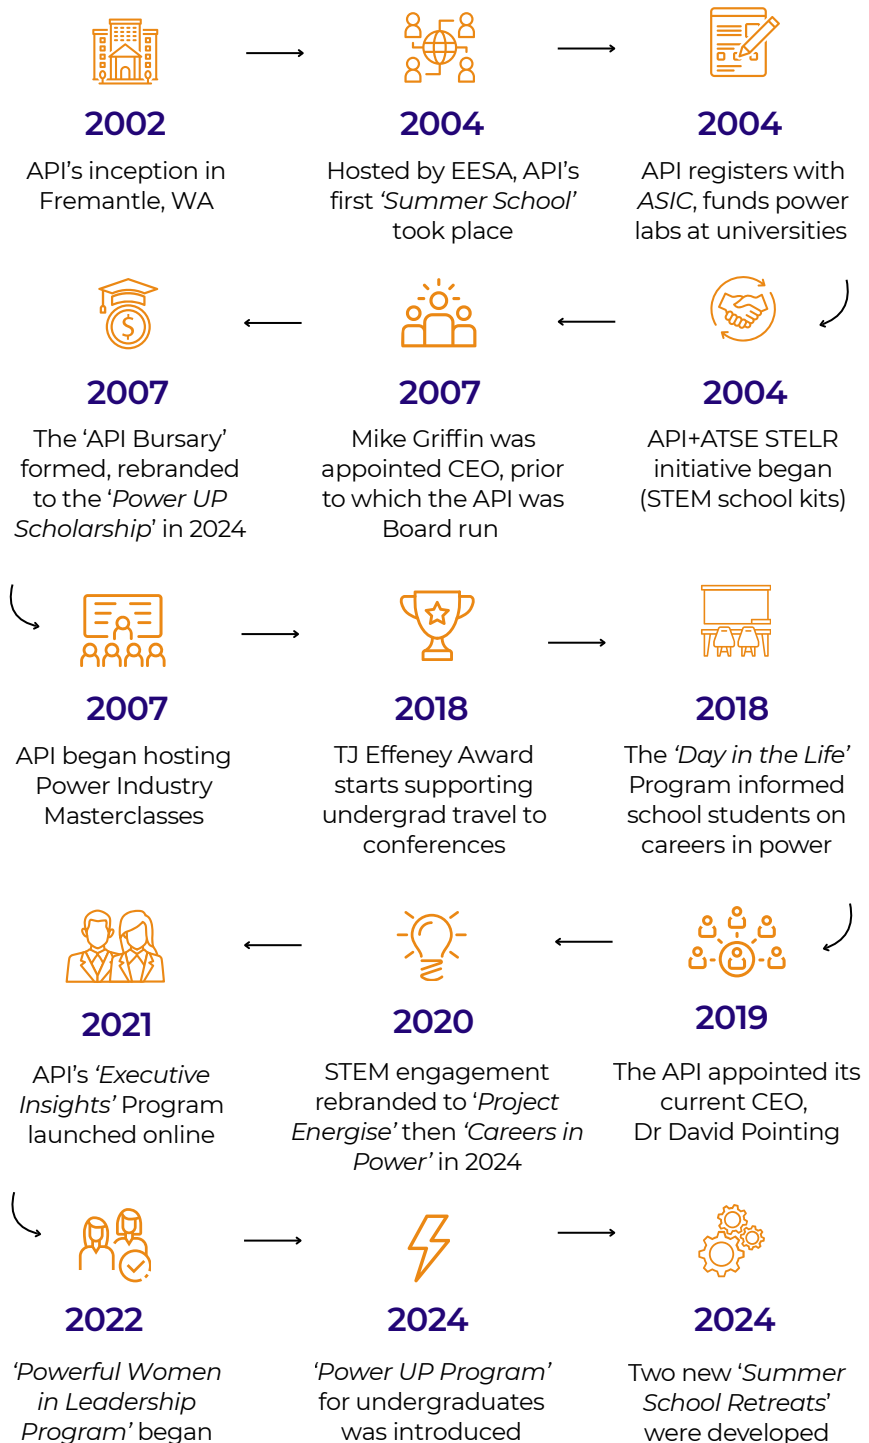 2002
API's inception in
Fremantle, WA
2004
Hosted by EESA, API's
first ‘Summer School’
took place
2004
API registers with
ASIC, funds power
labs at universities
2004
API+ATSE STELR
initiative began
(STEM school kits)
2007
Mike Griffin was
appointed CEO, prior
to which the API was
Board run
2007
The ‘API Bursary’
formed, rebranded
to the ‘Power UP
Scholarship’ in 2024
2007
API began hosting
Power Industry
Masterclasses
2018
TJ Effeney Award
starts supporting
undergrad travel to
conferences
2018
The ‘Day in the Life’
Program informed
school students on
careers in power
2019
The API appointed its
current CEO,
Dr David Pointing
2020
STEM engagement
rebranded to ‘Project
Energise’ then ‘Careers in
Power’ in 2024
2021
API's ‘Executive
Insights’ Program
launched online
2022
‘Powerful Women
in Leadership
Program’ began
2024
‘Power UP Program’
for undergraduates
was introduced
2024
Two new ‘Summer
School Retreats’
were developed